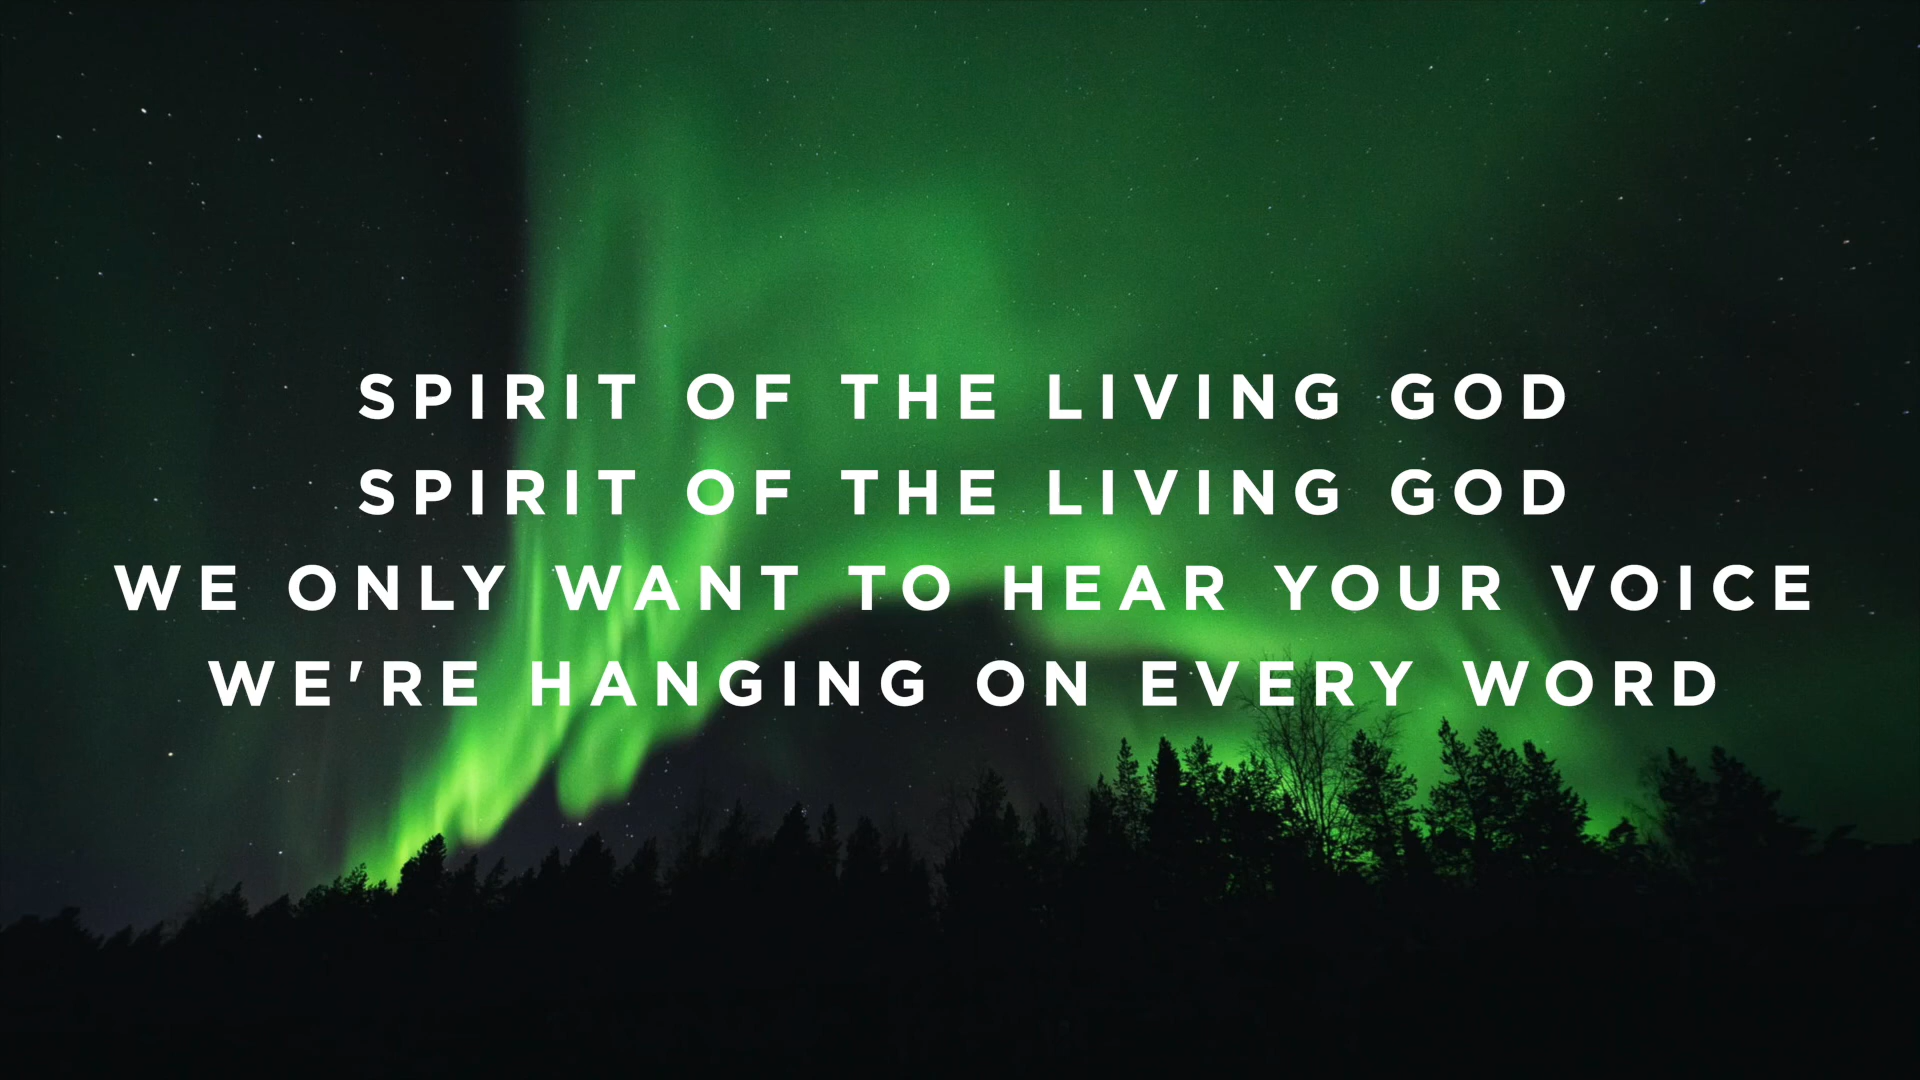 SPIRIT OF THE LIVING GOD
SPIRIT OF THE LIVING GOD
WE ONLY WANT TO HEAR YOUR VOICE
WE'RE HANGING ON EVERY WORD